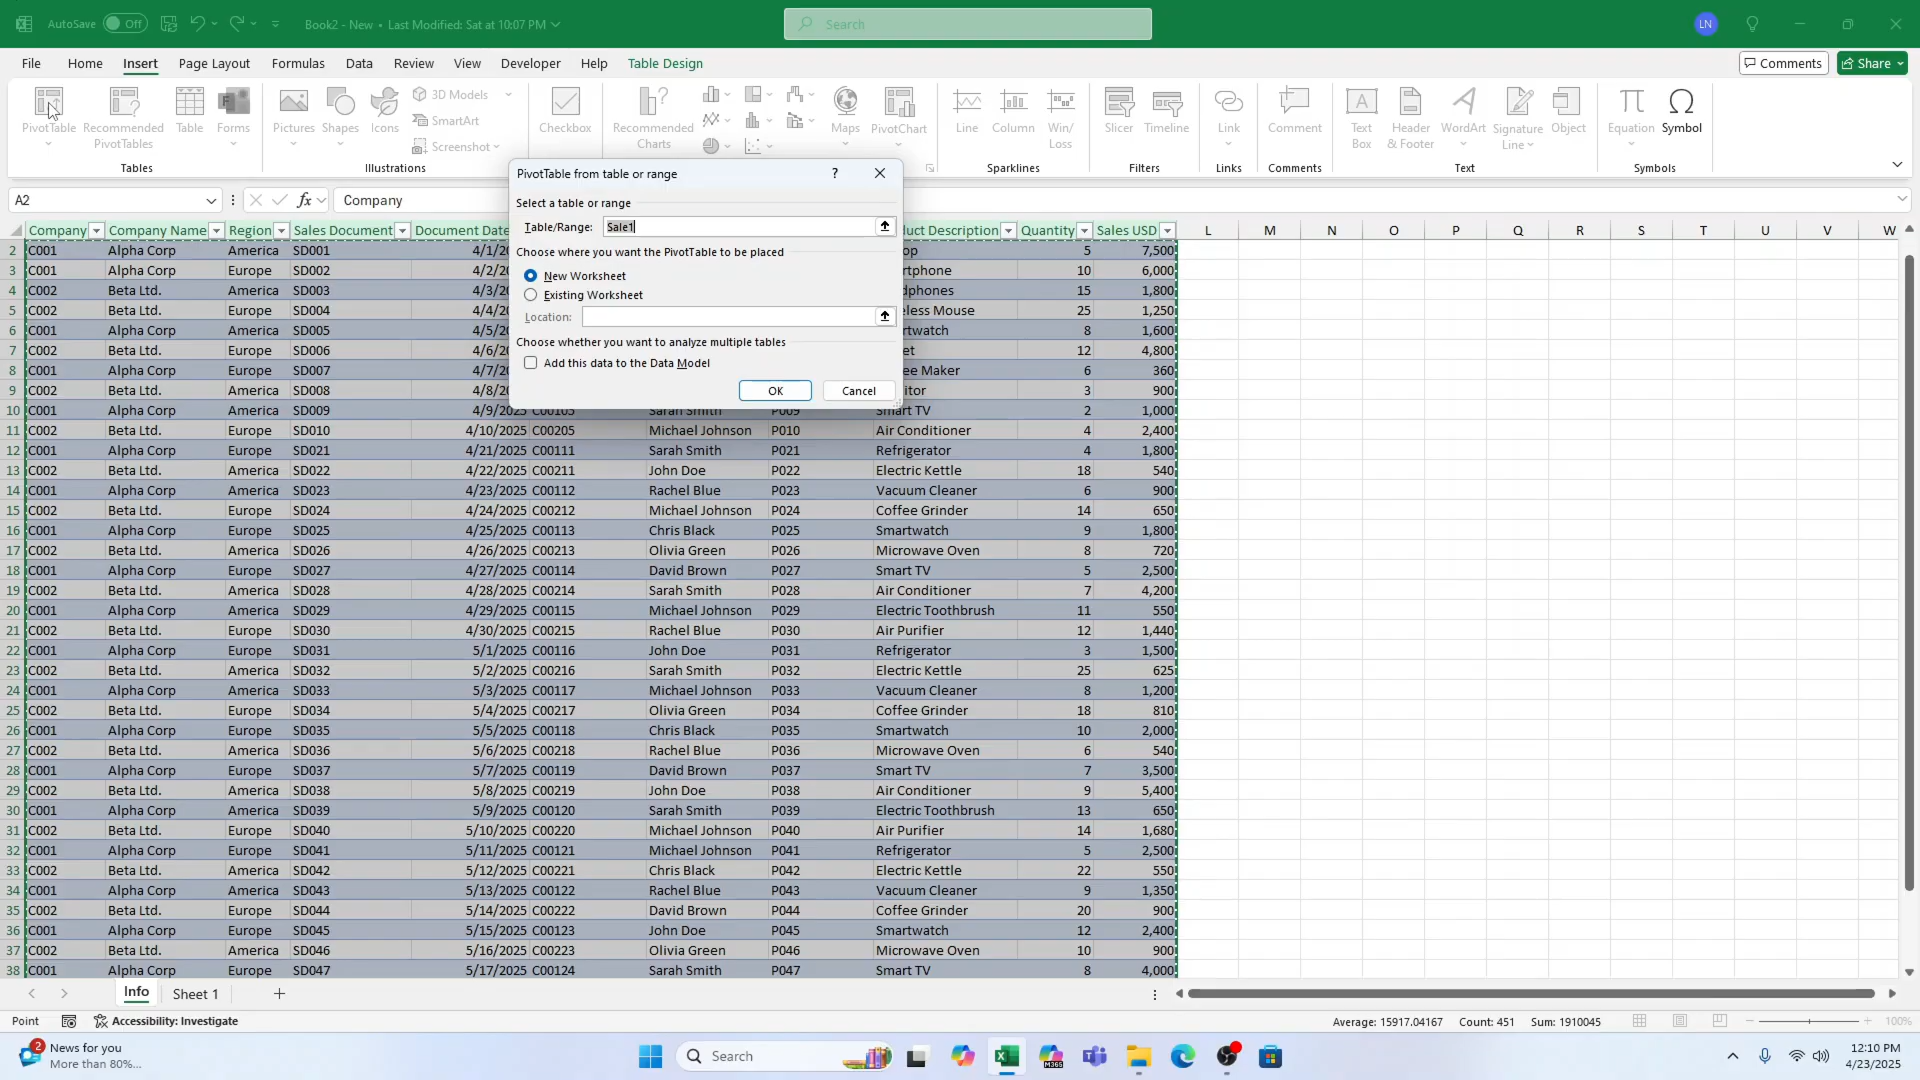 AutoSave Off Book2 - New • Last Modified: Sat at 10:07 PM Search LN
File Home Insert Page Layout Formulas Data Review View Developer Help Table Design Comments Share
PivotTable Recommended PivotTables Table Forms Pictures Shapes Icons 3D Models SmartArt Screenshot Checkbox Recommended Charts Maps PivotChart Line Column Win/Loss Slicer Timeline Link Comment Text Box Header & Footer WordArt Signature Line Object Equation Symbol
Tables Illustrations Sparklines Filters Links Comments Text Symbols
A2 fx Company
PivotTable from table or range ?
Select a table or range
Table/Range: Sale1
Choose where you want the PivotTable to be placed
New Worksheet
Existing Worksheet
Location:
Choose whether you want to analyze multiple tables
Add this data to the Data Model
OK Cancel
Company Company Name Region Sales Document Document Date Quantity Sales USD L M N O P Q R S T U V W
2 C001 Alpha Corp America SD001 5 7,500
3 C001 Alpha Corp Europe SD002 10 6,000
4 C002 Beta Ltd. America SD003 15 1,800
5 C002 Beta Ltd. Europe SD004 Mouse 25 1,250
6 C001 Alpha Corp America SD005 8 1,600
7 C002 Beta Ltd. Europe SD006 12 4,800
8 C001 Alpha Corp America SD007 Maker 6 360
9 C002 Beta Ltd. America SD008 3 900
10 C001 Alpha Corp Europe SD009 4/9/2025 C00105 Sarah Smith P009 Smart TV 2 1,000
11 C002 Beta Ltd. Europe SD010 4/10/2025 C00205 Michael Johnson P010 Air Conditioner 4 2,400
12 C001 Alpha Corp Europe SD021 4/21/2025 C00111 Sarah Smith P021 Refrigerator 4 1,800
13 C002 Beta Ltd. America SD022 4/22/2025 C00211 John Doe P022 Electric Kettle 18 540
14 C001 Alpha Corp America SD023 4/23/2025 C00112 Rachel Blue P023 Vacuum Cleaner 6 900
15 C002 Beta Ltd. Europe SD024 4/24/2025 C00212 Michael Johnson P024 Coffee Grinder 14 650
16 C001 Alpha Corp Europe SD025 4/25/2025 C00113 Chris Black P025 Smartwatch 9 1,800
17 C002 Beta Ltd. America SD026 4/26/2025 C00213 Olivia Green P026 Microwave Oven 8 720
18 C001 Alpha Corp America SD027 4/27/2025 C00114 David Brown P027 Smart TV 5 2,500
19 C002 Beta Ltd. America SD028 4/28/2025 C00214 Sarah Smith P028 Air Conditioner 7 4,200
20 C001 Alpha Corp America SD029 4/29/2025 C00115 Michael Johnson P029 Electric Toothbrush 11 550
21 C002 Beta Ltd. Europe SD030 4/30/2025 C00215 Rachel Blue P030 Air Purifier 12 1,440
22 C001 Alpha Corp Europe SD031 5/1/2025 C00116 John Doe P031 Refrigerator 3 1,500
23 C002 Beta Ltd. America SD032 5/2/2025 C00216 Sarah Smith P032 Electric Kettle 25 625
24 C001 Alpha Corp America SD033 5/3/2025 C00117 Michael Johnson P033 Vacuum Cleaner 8 1,200
25 C002 Beta Ltd. America SD034 5/4/2025 C00217 Olivia Green P034 Coffee Grinder 18 810
26 C001 Alpha Corp Europe SD035 5/5/2025 C00118 Chris Black P035 Smartwatch 10 2,000
27 C002 Beta Ltd. America SD036 5/6/2025 C00218 Rachel Blue P036 Microwave Oven 6 540
28 C001 Alpha Corp Europe SD037 5/7/2025 C00119 David Brown P037 Smart TV 7 3,500
29 C002 Beta Ltd. Europe SD038 5/8/2025 C00219 John Doe P038 Air Conditioner 9 5,400
30 C001 Alpha Corp Europe SD039 5/9/2025 C00120 Sarah Smith P039 Electric Toothbrush 13 650
31 C002 Beta Ltd. Europe SD040 5/10/2025 C00220 Michael Johnson P040 Air Purifier 14 1,680
32 C001 Alpha Corp Europe SD041 5/11/2025 C00121 Michael Johnson P041 Refrigerator 5 2,500
33 C002 Beta Ltd. America SD042 5/12/2025 C00221 Chris Black P042 Electric Kettle 22 550
34 C001 Alpha Corp America SD043 5/13/2025 C00122 Rachel Blue P043 Vacuum Cleaner 9 1,350
35 C002 Beta Ltd. Europe SD044 5/14/2025 C00222 David Brown P044 Coffee Grinder 20 900
36 C001 Alpha Corp Europe SD045 5/15/2025 C00123 John Doe P045 Smartwatch 12 2,400
37 C002 Beta Ltd. America SD046 5/16/2025 C00223 Olivia Green P046 Microwave Oven 10 900
38 C001 Alpha Corp Europe SD047 5/17/2025 C00124 Sarah Smith P047 Smart TV 8 4,000
Info Sheet 1
Point Accessibility: Investigate Average: 15917.04167 Count: 451 Sum: 1910045 100%
2 News for you Search 12:10 PM
More than 80%... 4/23/2025